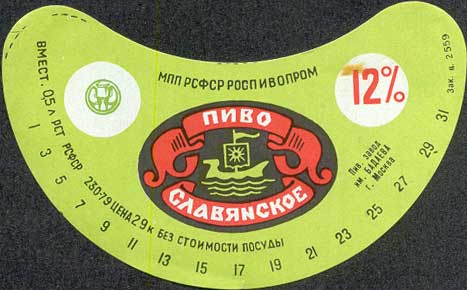 МПП РСФСР РОСПИВОПРОМ
12%
Зак. в. 2559
ВМЕСТ. 0,5 л РСТ РСФСР 230-79 ЦЕНА 29 к БЕЗ СТОИМОСТИ ПОСУДЫ
ПИВО
СЛАВЯНСКОЕ
Пив. завод
им. БАДАЕВА
г. Москва
1 3 5 7 9 11 13 15 17 19 21 23 25 27 29 31